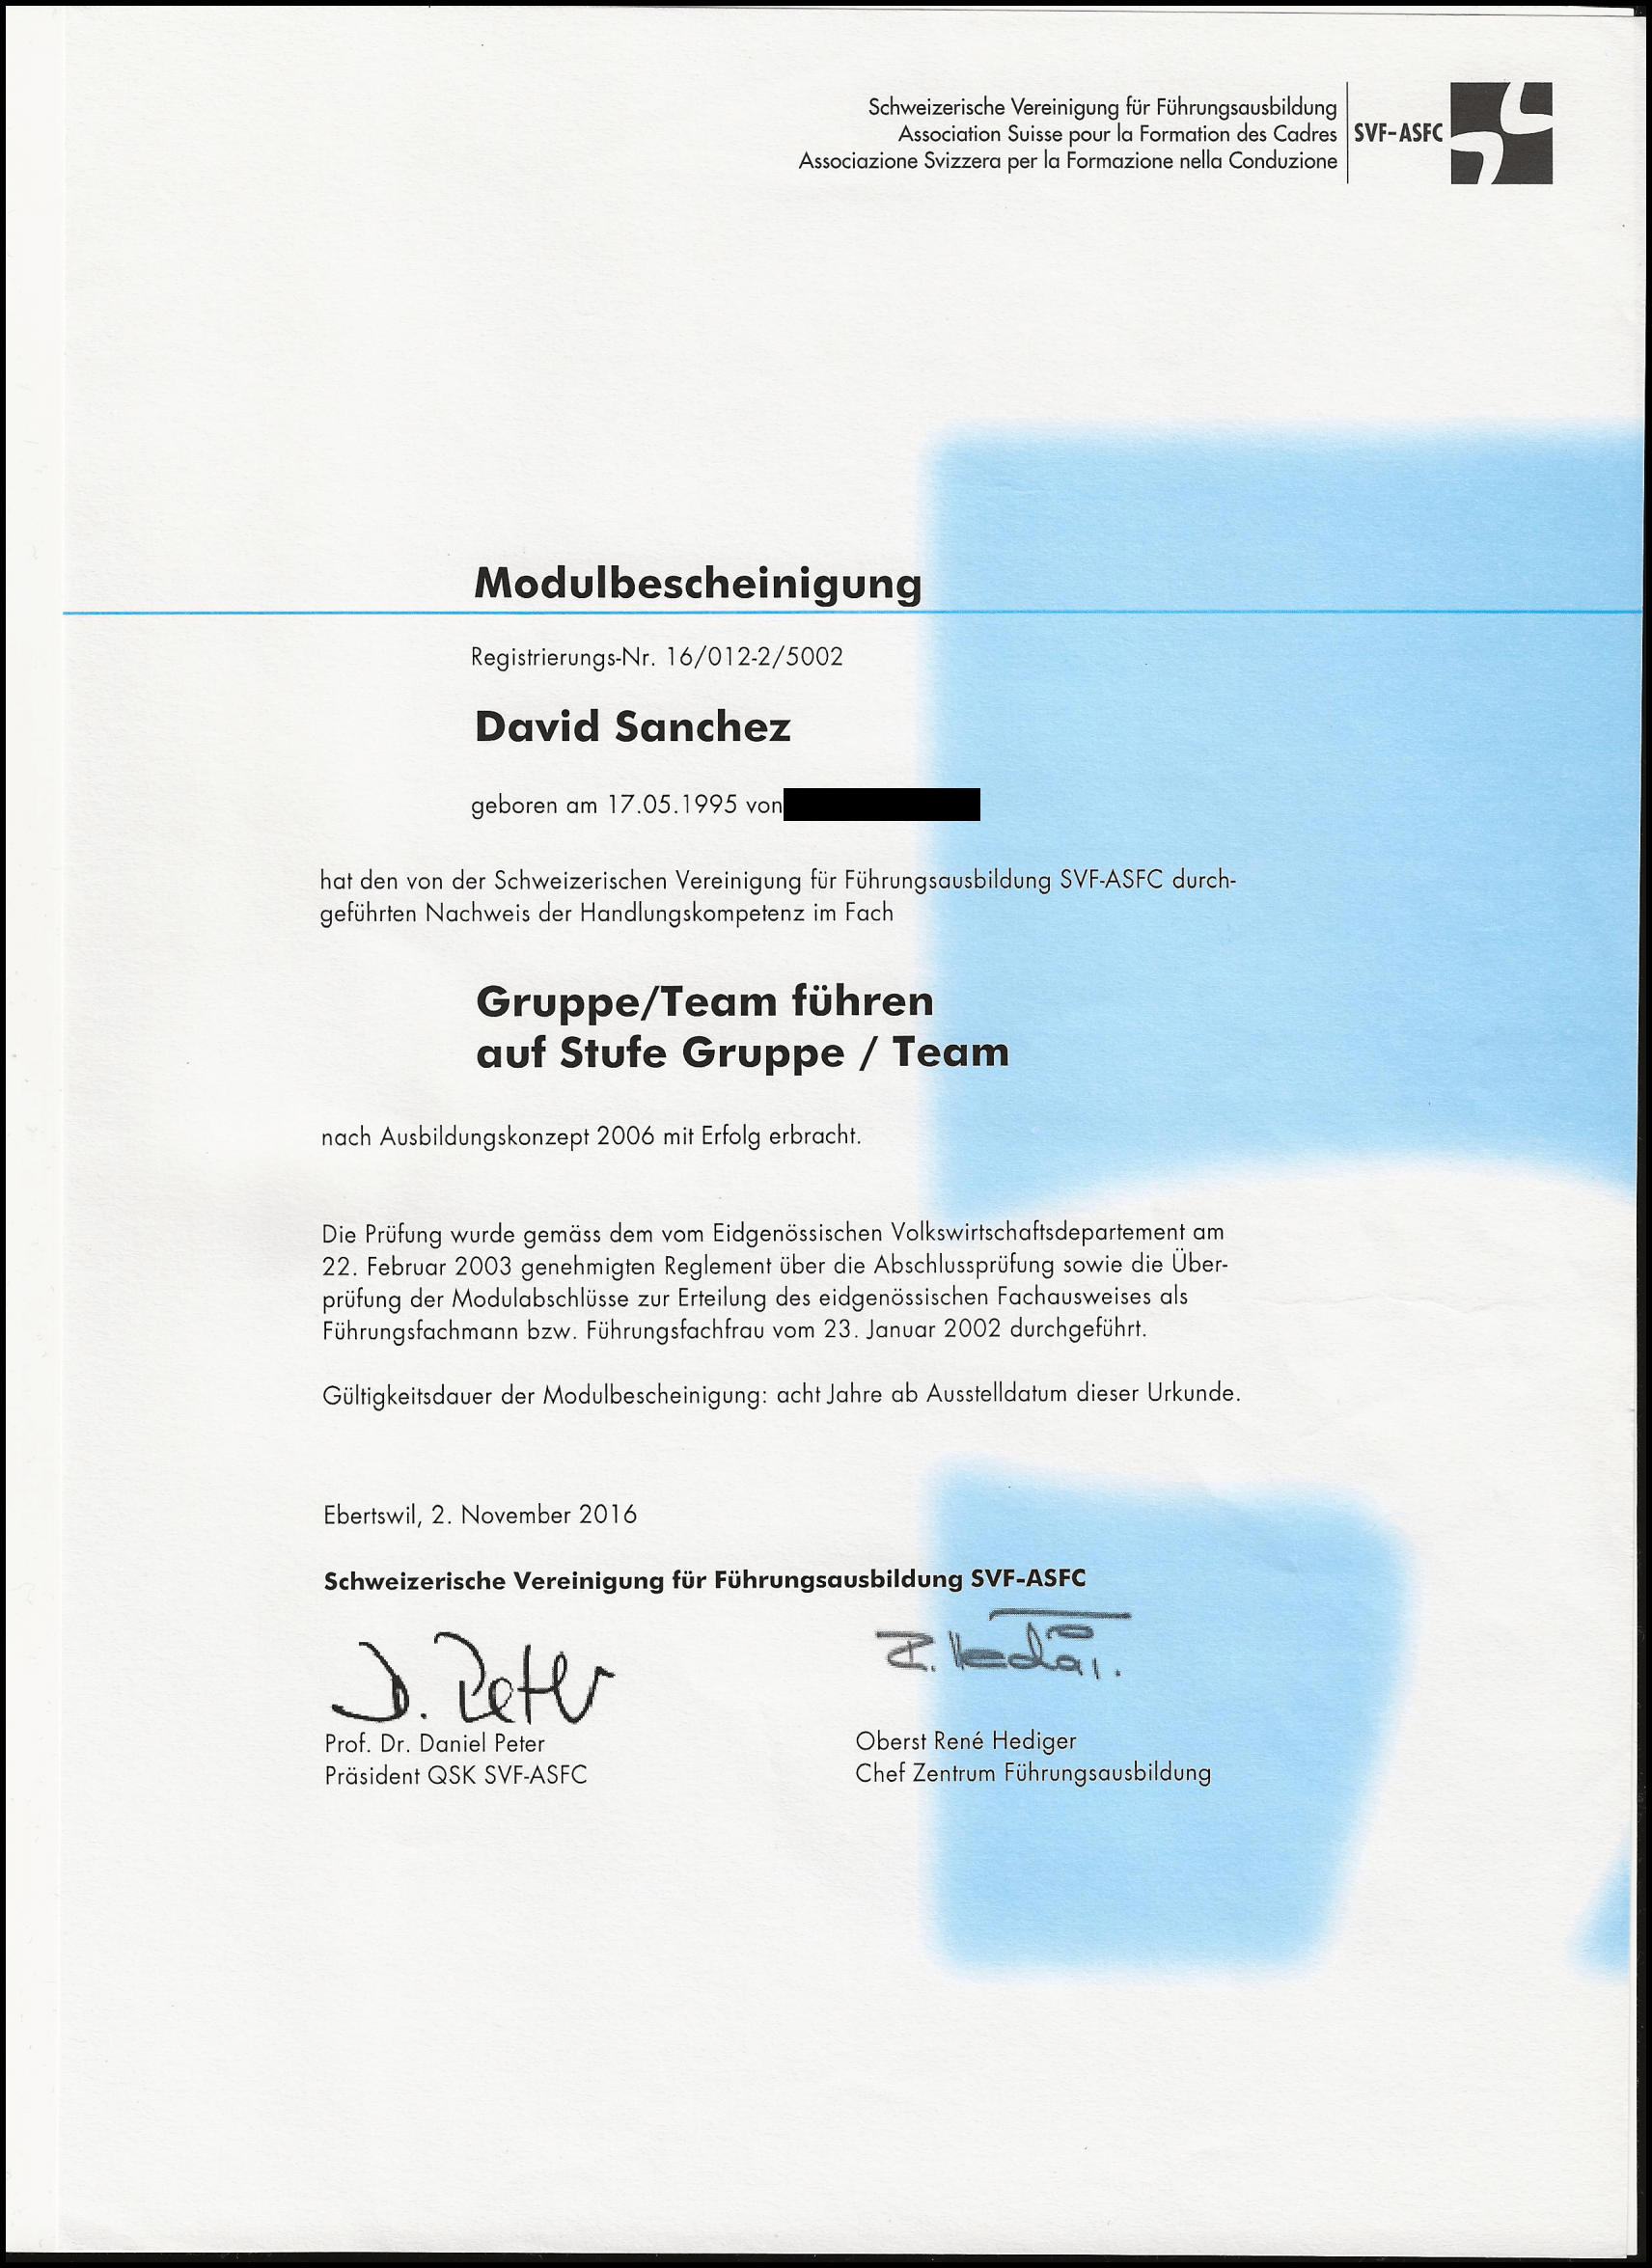 Schweizerische Vereinigung für Führungsausbildung
Association Suisse pour la Formation des Cadres
Associazione Svizzera per la Formazione nella Conduzione
SVF-ASFC
Modulbescheinigung
Registrierungs-Nr. 16/012-2/5002
David Sanchez
geboren am 17.05.1995 von
hat den von der Schweizerischen Vereinigung für Führungsausbildung SVF-ASFC durch-
geführten Nachweis der Handlungskompetenz im Fach
Gruppe/Team führen
auf Stufe Gruppe / Team
nach Ausbildungskonzept 2006 mit Erfolg erbracht.
Die Prüfung wurde gemäss dem vom Eidgenössischen Volkswirtschaftsdepartement am
22. Februar 2003 genehmigten Reglement über die Abschlussprüfung sowie die Über-
prüfung der Modulabschlüsse zur Erteilung des eidgenössischen Fachausweises als
Führungsfachmann bzw. Führungsfachfrau vom 23. Januar 2002 durchgeführt.
Gültigkeitsdauer der Modulbescheinigung: acht Jahre ab Ausstelldatum dieser Urkunde.
Ebertswil, 2. November 2016
Schweizerische Vereinigung für Führungsausbildung SVF-ASFC
D. Peter
Prof. Dr. Daniel Peter
Präsident QSK SVF-ASFC
Oberst René Hediger
Chef Zentrum Führungsausbildung